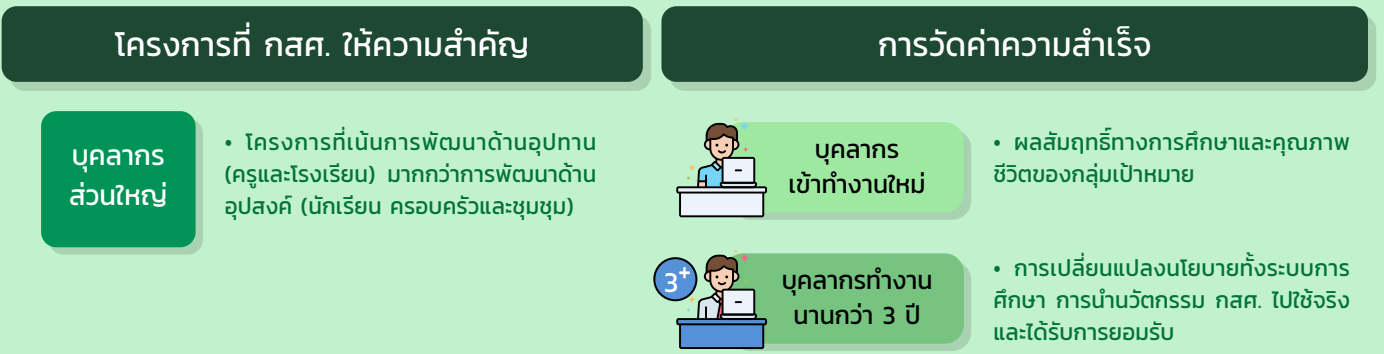 โครงการที่ กสศ. ให้ความสำคัญ
บุคลากร
ส่วนใหญ่
• โครงการที่เน้นการพัฒนาด้านอุปทาน
(ครูและโรงเรียน) มากกว่าการพัฒนาด้าน
อุปสงค์ (นักเรียน ครอบครัวและชุมชุม)
การวัดค่าความสำเร็จ
บุคลากร
เข้าทำงานใหม่
• ผลสัมฤทธิ์ทางการศึกษาและคุณภาพ
ชีวิตของกลุ่มเป้าหมาย
3+
บุคลากรทำงาน
นานกว่า 3 ปี
• การเปลี่ยนแปลงนโยบายทั้งระบบการ
ศึกษา การนำนวัตกรรม กสศ. ไปใช้จริง
และได้รับการยอมรับ